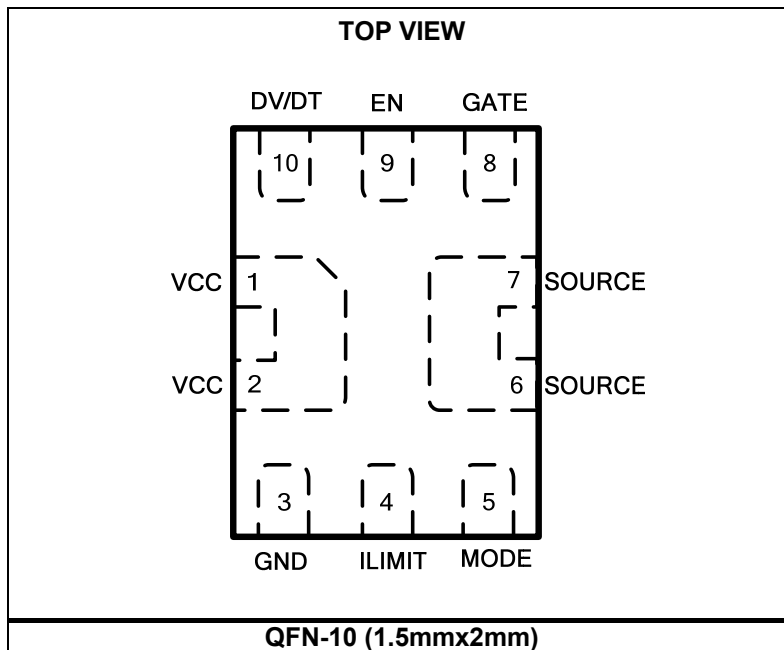 TOP VIEW
DV/DT EN GATE
10 9 8
VCC 1 7 SOURCE
VCC 2 6 SOURCE
3 4 5
GND ILIMIT MODE
QFN-10 (1.5mmx2mm)